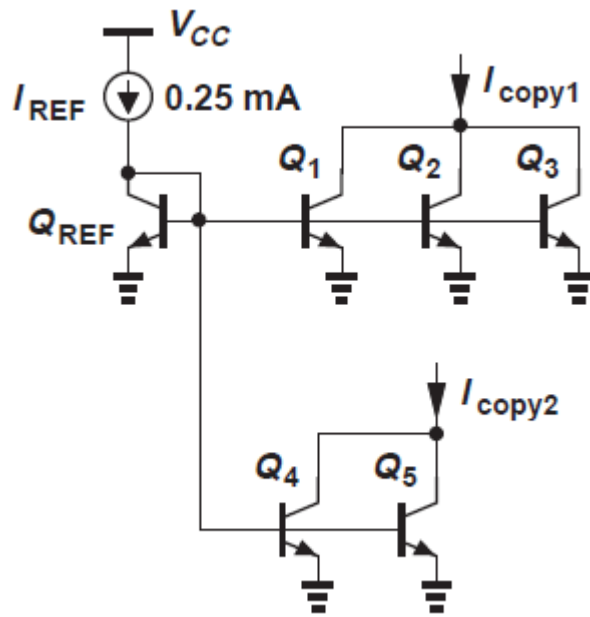 V_CC
I_REF 0.25 mA
I_copy1
Q_1 Q_2 Q_3
Q_REF
I_copy2
Q_4 Q_5